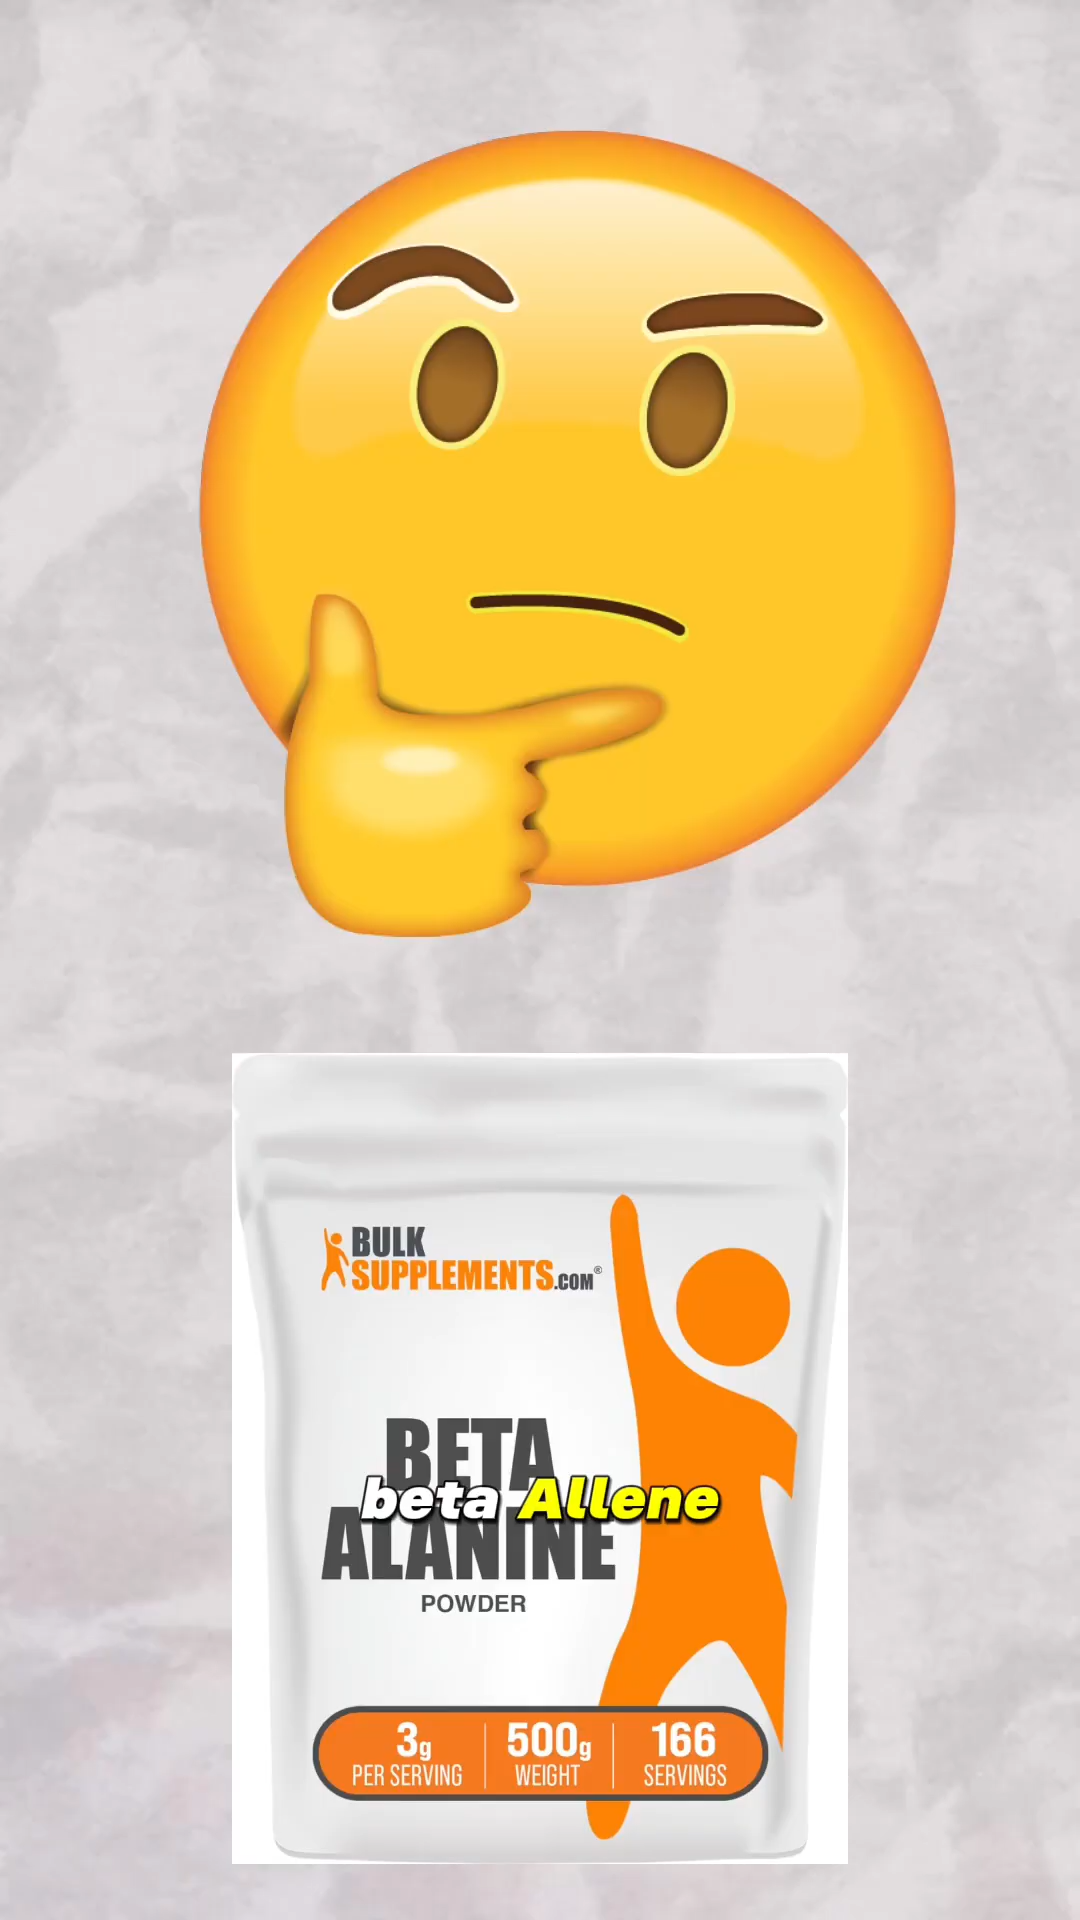 BULK
SUPPLEMENTS.COM®
BETA
beta Allene
ALANINE
POWDER
3g 500g 166
PER SERVING WEIGHT SERVINGS